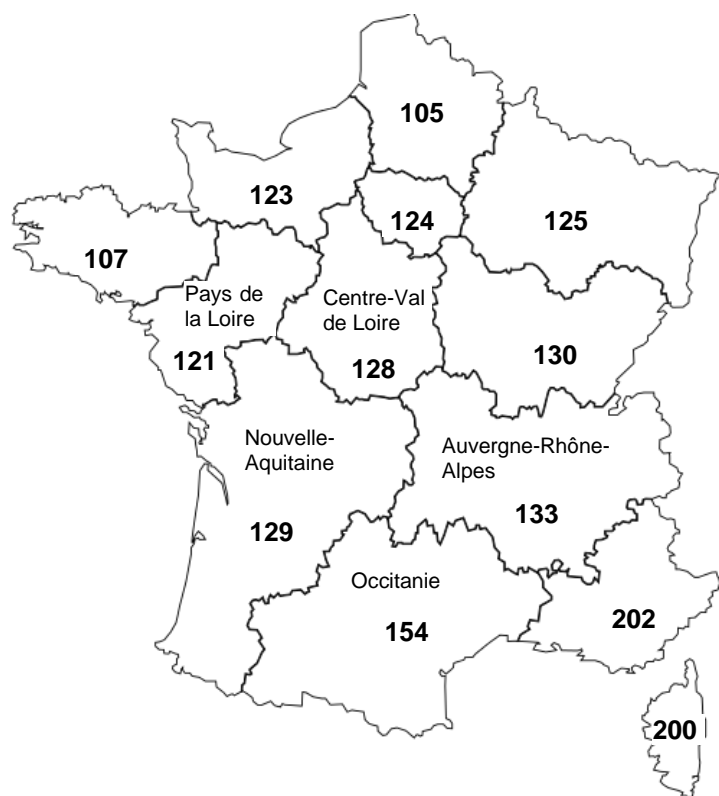 105
123
124
125
107
Pays de
la Loire
121
Centre-Val
de Loire
128
130
Nouvelle-
Aquitaine
129
Auvergne-Rhône-
Alpes
133
Occitanie
154
202
200